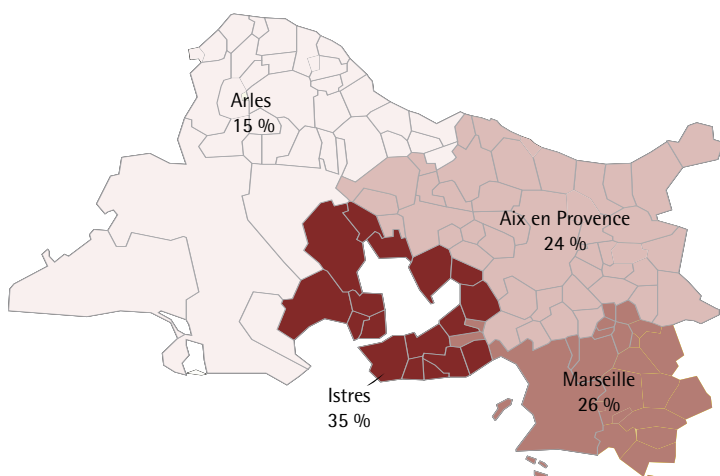 Arles
15 %
Aix en Provence
24 %
Marseille
26 %
Istres
35 %